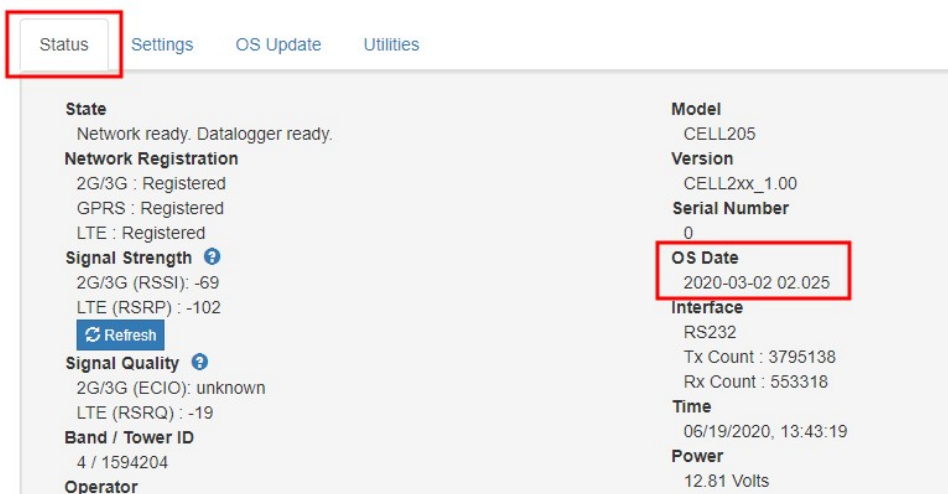 Status
Settings
OS Update
Utilities
State
Network ready. Datalogger ready.
Network Registration
2G/3G : Registered
GPRS : Registered
LTE : Registered
Signal Strength
2G/3G (RSSI): -69
LTE (RSRP) : -102
Refresh
Signal Quality
2G/3G (ECIO): unknown
LTE (RSRQ) : -19
Band / Tower ID
4 / 1594204
Operator
Model
CELL205
Version
CELL2xx_1.00
Serial Number
0
OS Date
2020-03-02 02.025
Interface
RS232
Tx Count : 3795138
Rx Count : 553318
Time
06/19/2020, 13:43:19
Power
12.81 Volts